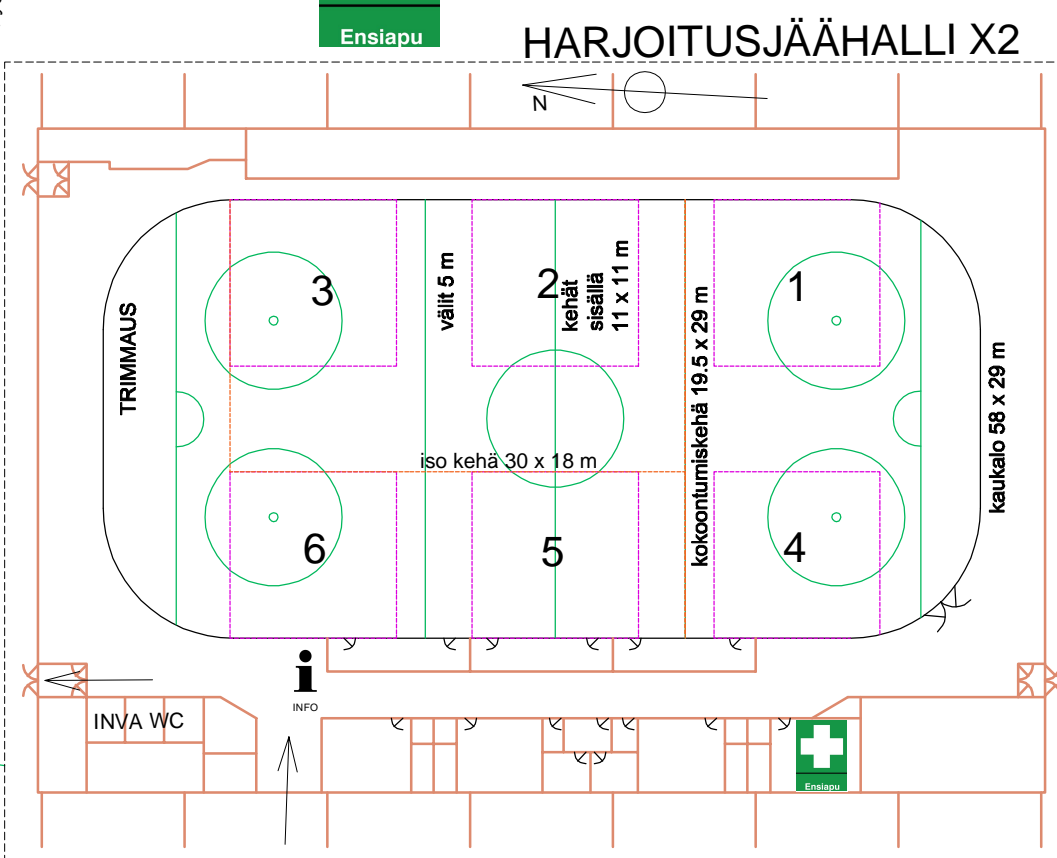 Ensiapu
HARJOITUSJÄÄHALLI X2
N
3
2
1
välit 5 m
kehät
sisällä
11 x 11 m
TRIMMAUS
kokoontumiskehä 19.5 x 29 m
kaukalo 58 x 29 m
iso kehä 30 x 18 m
6
5
4
i
INFO
INVA WC
Ensiapu